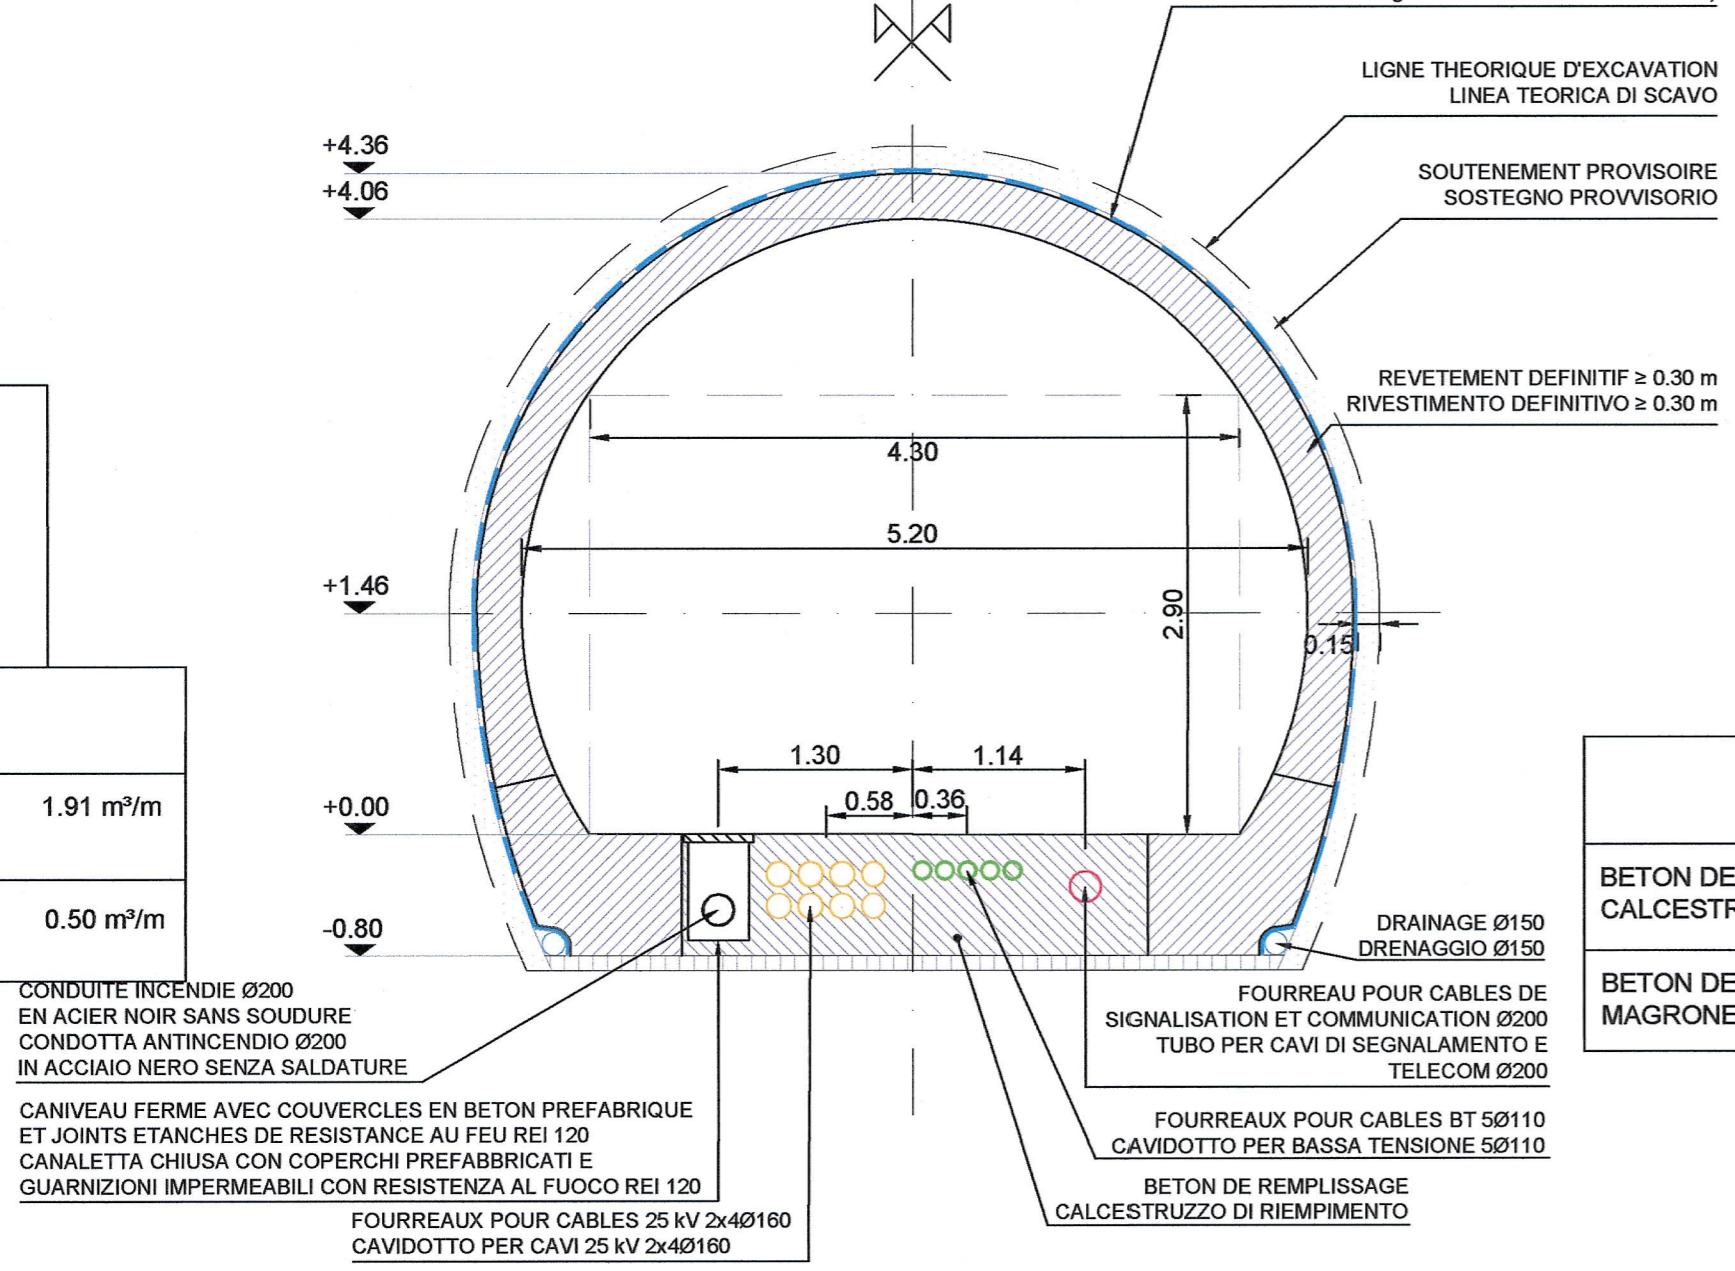 LIGNE THEORIQUE D'EXCAVATION
LINEA TEORICA DI SCAVO
SOUTENEMENT PROVISOIRE
SOSTEGNO PROVVISORIO
REVETEMENT DEFINITIF ≥ 0.30 m
RIVESTIMENTO DEFINITIVO ≥ 0.30 m
+4.36
+4.06
+1.46
+0.00
-0.80
4.30
5.20
2.90
0.15
1.30
1.14
0.58
0.36
1.91 m³/m
0.50 m³/m
BETON DE
CALCESTR
BETON DE
MAGRONE
DRAINAGE Ø150
DRENAGGIO Ø150
CONDUITE INCENDIE Ø200
EN ACIER NOIR SANS SOUDURE
CONDOTTA ANTINCENDIO Ø200
IN ACCIAIO NERO SENZA SALDATURE
CANIVEAU FERME AVEC COUVERCLES EN BETON PREFABRIQUE
ET JOINTS ETANCHES DE RESISTANCE AU FEU REI 120
CANALETTA CHIUSA CON COPERCHI PREFABBRICATI E
GUARNIZIONI IMPERMEABILI CON RESISTENZA AL FUOCO REI 120
FOURREAUX POUR CABLES 25 kV 2x4Ø160
CAVIDOTTO PER CAVI 25 kV 2x4Ø160
FOURREAU POUR CABLES DE
SIGNALISATION ET COMMUNICATION Ø200
TUBO PER CAVI DI SEGNALAMENTO E
TELECOM Ø200
FOURREAUX POUR CABLES BT 5Ø110
CAVIDOTTO PER BASSA TENSIONE 5Ø110
BETON DE REMPLISSAGE
CALCESTRUZZO DI RIEMPIMENTO